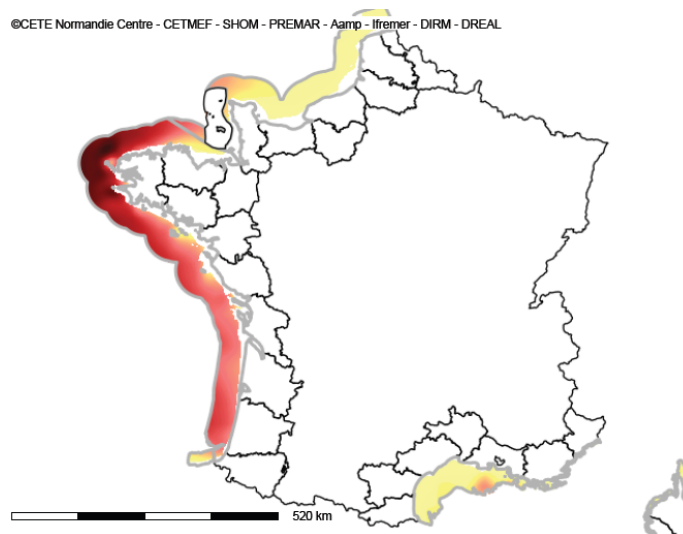 ©CETE Normandie Centre - CETMEF - SHOM - PREMAR - Aamp - Ifremer - DIRM - DREAL
520 km